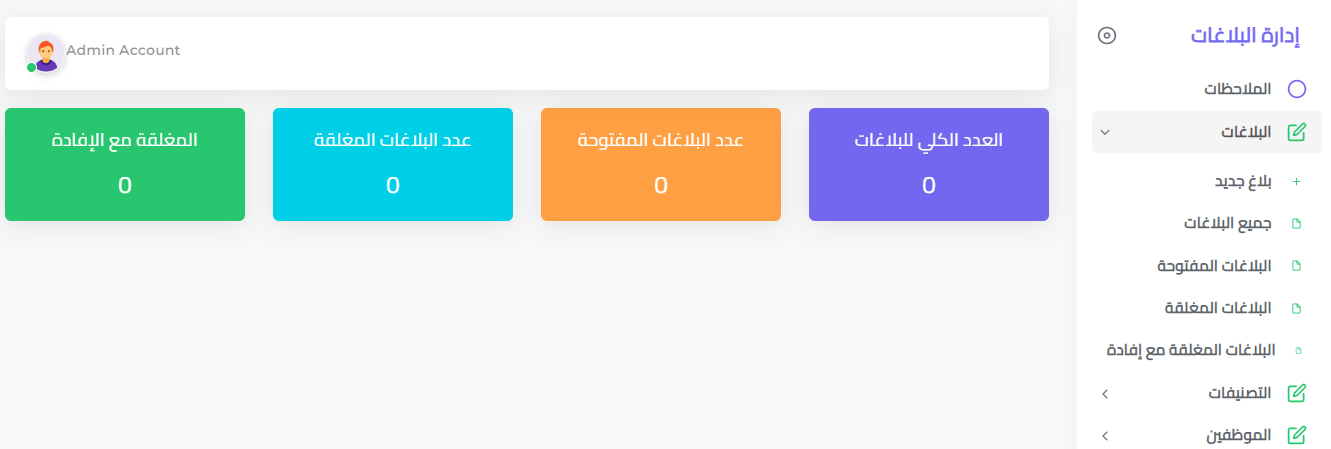 إدارة البلاغات
الملاحظات
البلاغات
بلاغ جديد
جميع البلاغات
البلاغات المفتوحة
البلاغات المغلقة
البلاغات المغلقة مع إفادة
التصنيفات
الموظفين
Admin Account
العدد الكلي للبلاغات
0
عدد البلاغات المفتوحة
0
عدد البلاغات المغلقة
0
المغلقة مع الإفادة
0